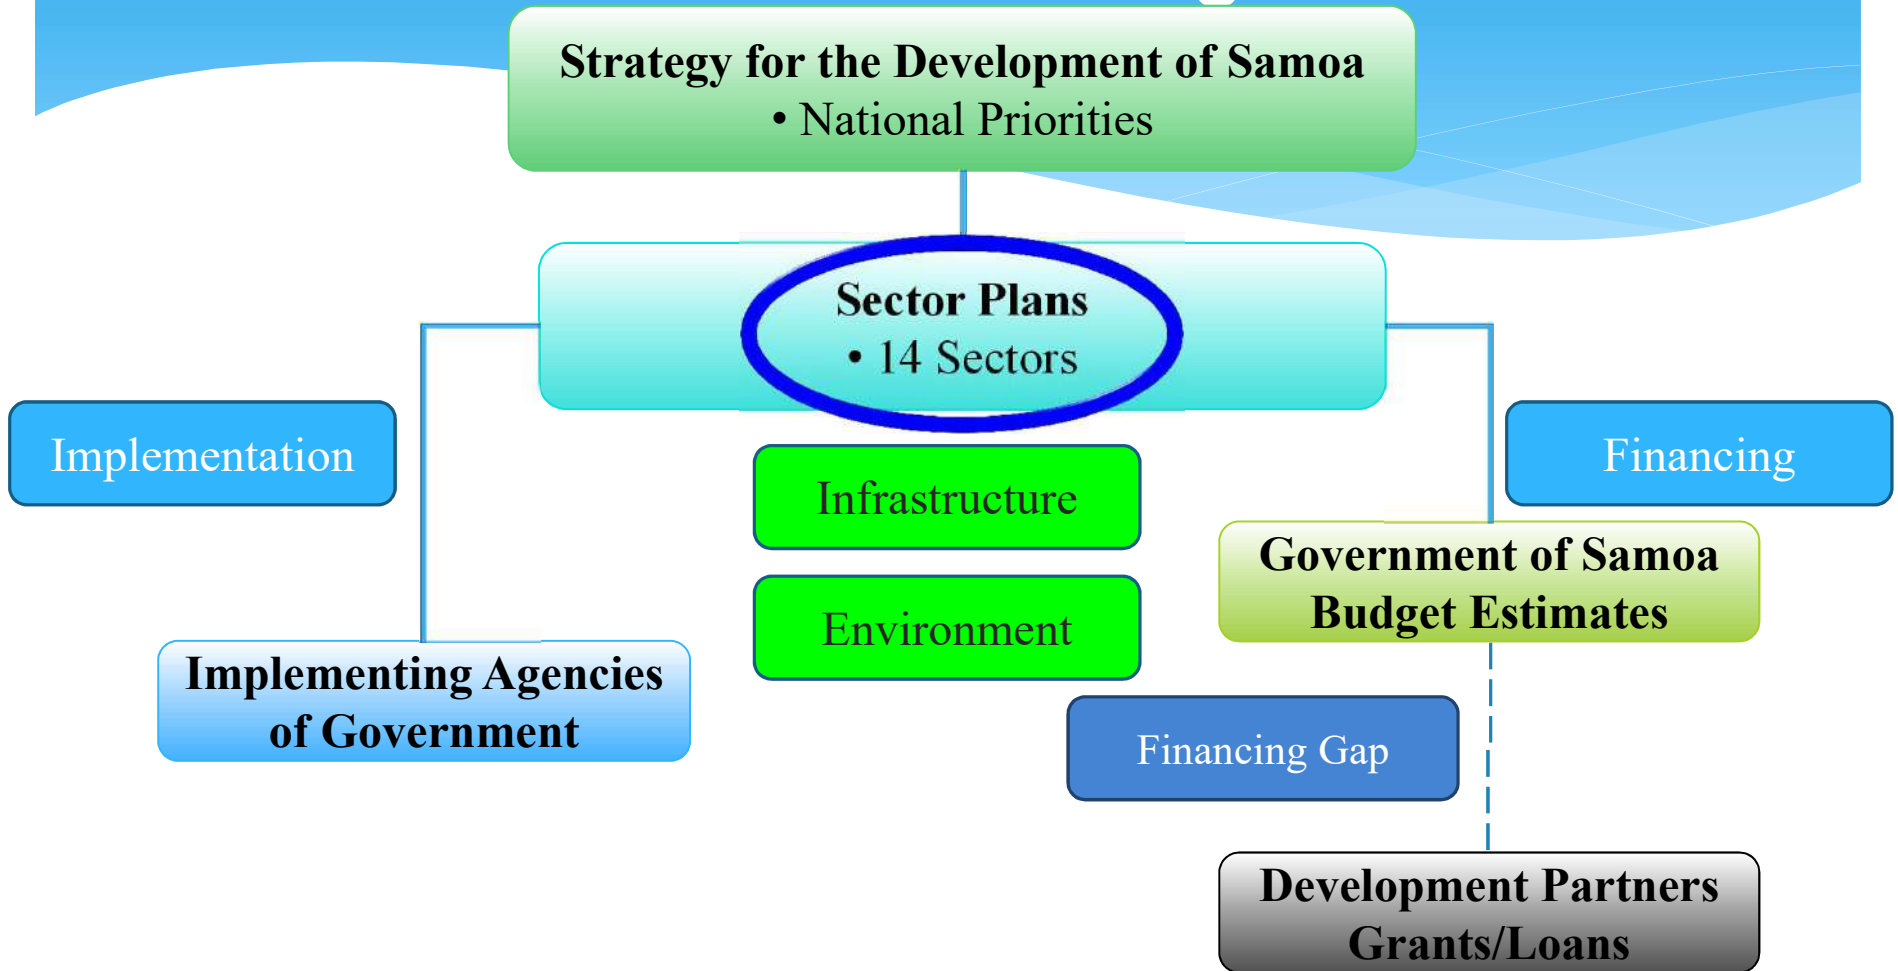 Strategy for the Development of Samoa
• National Priorities
Sector Plans
• 14 Sectors
Implementation
Financing
Infrastructure
Government of Samoa
Budget Estimates
Environment
Implementing Agencies
of Government
Financing Gap
Development Partners
Grants/Loans